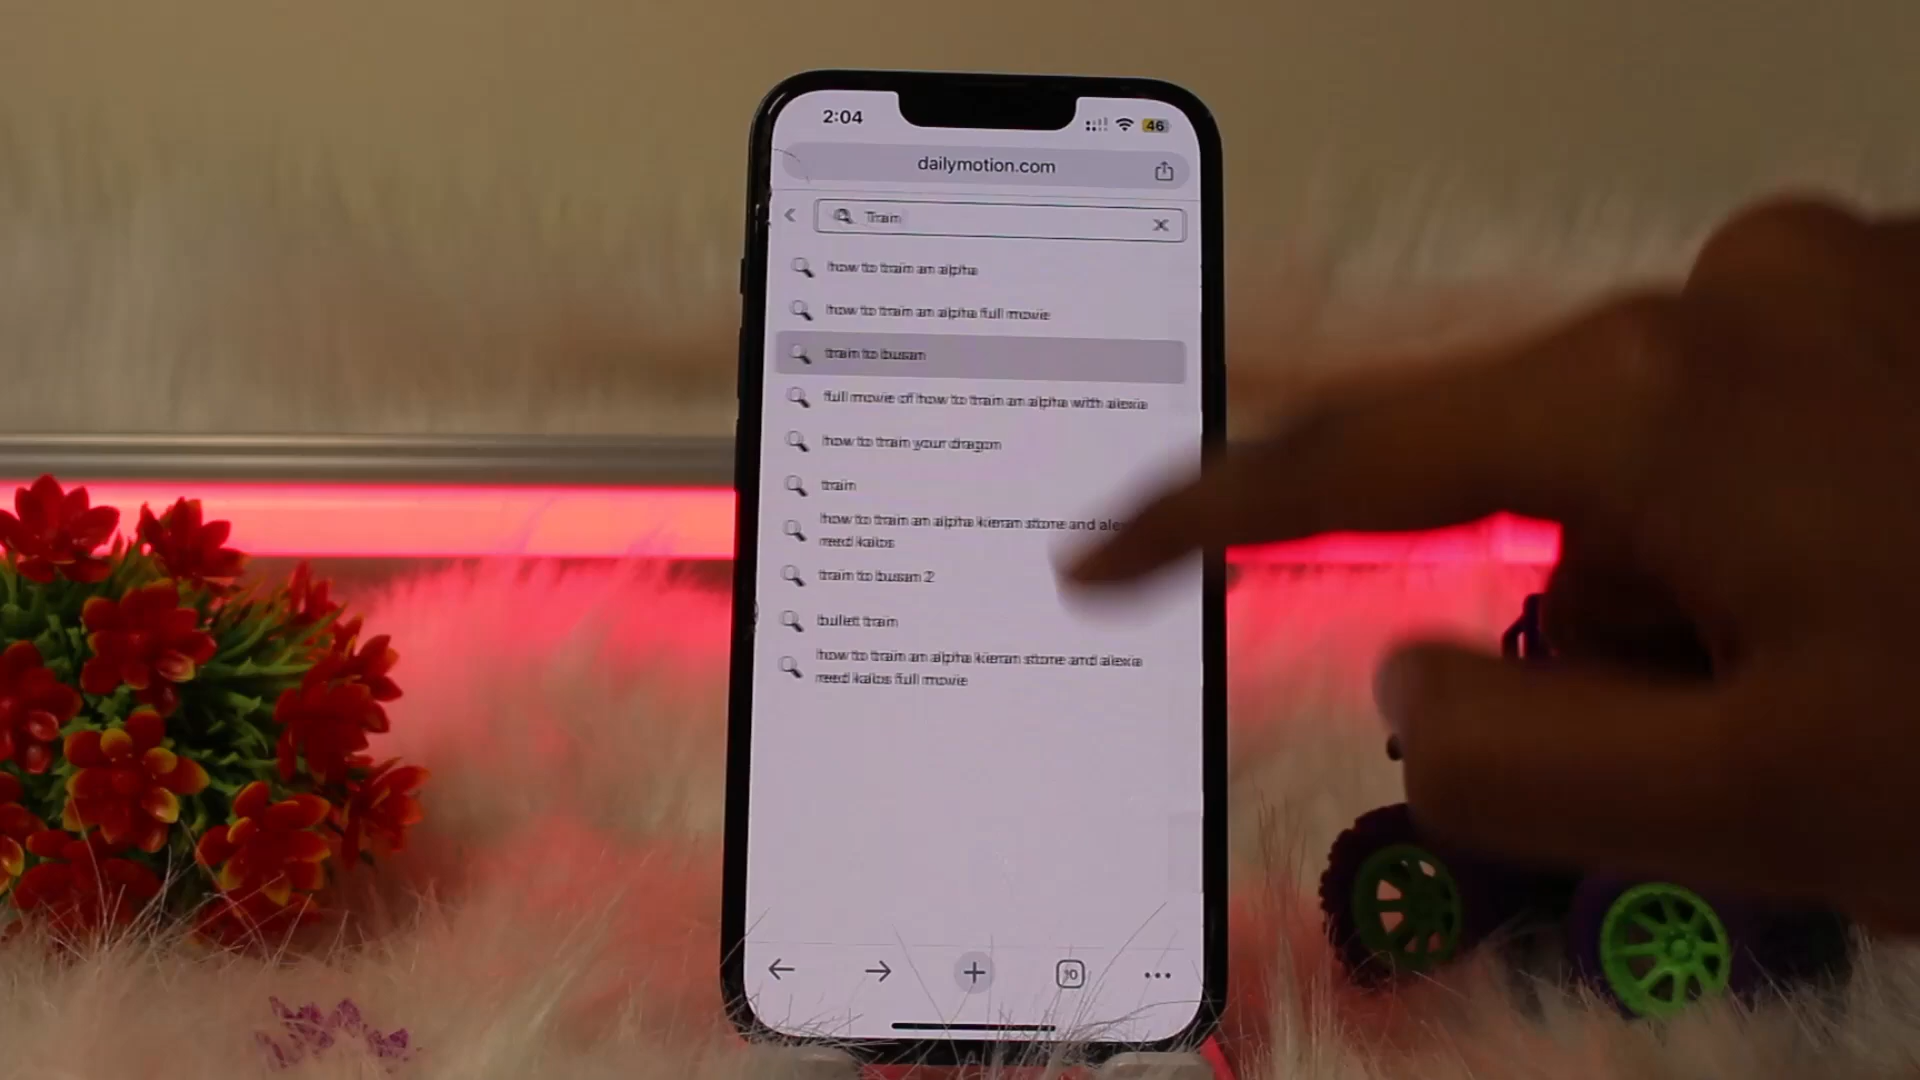 2:04
46
dailymotion.com
Train
how to train an alpha
how to train an alpha full movie
train to busan
full movie of how to train an alpha with alexia
how to train your dragon
train
how to train an alpha kieran stone and
reed kalos
train to busan 2
bullet train
how to train an alpha kieran stone and alexia
reed kalos full movie
10